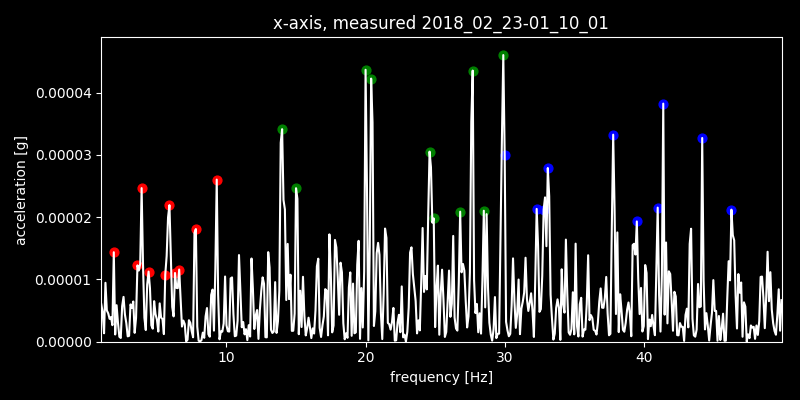 x-axis, measured 2018_02_23-01_10_01
acceleration [g]
0.00004
0.00003
0.00002
0.00001
0.00000
10 20 30 40
frequency [Hz]